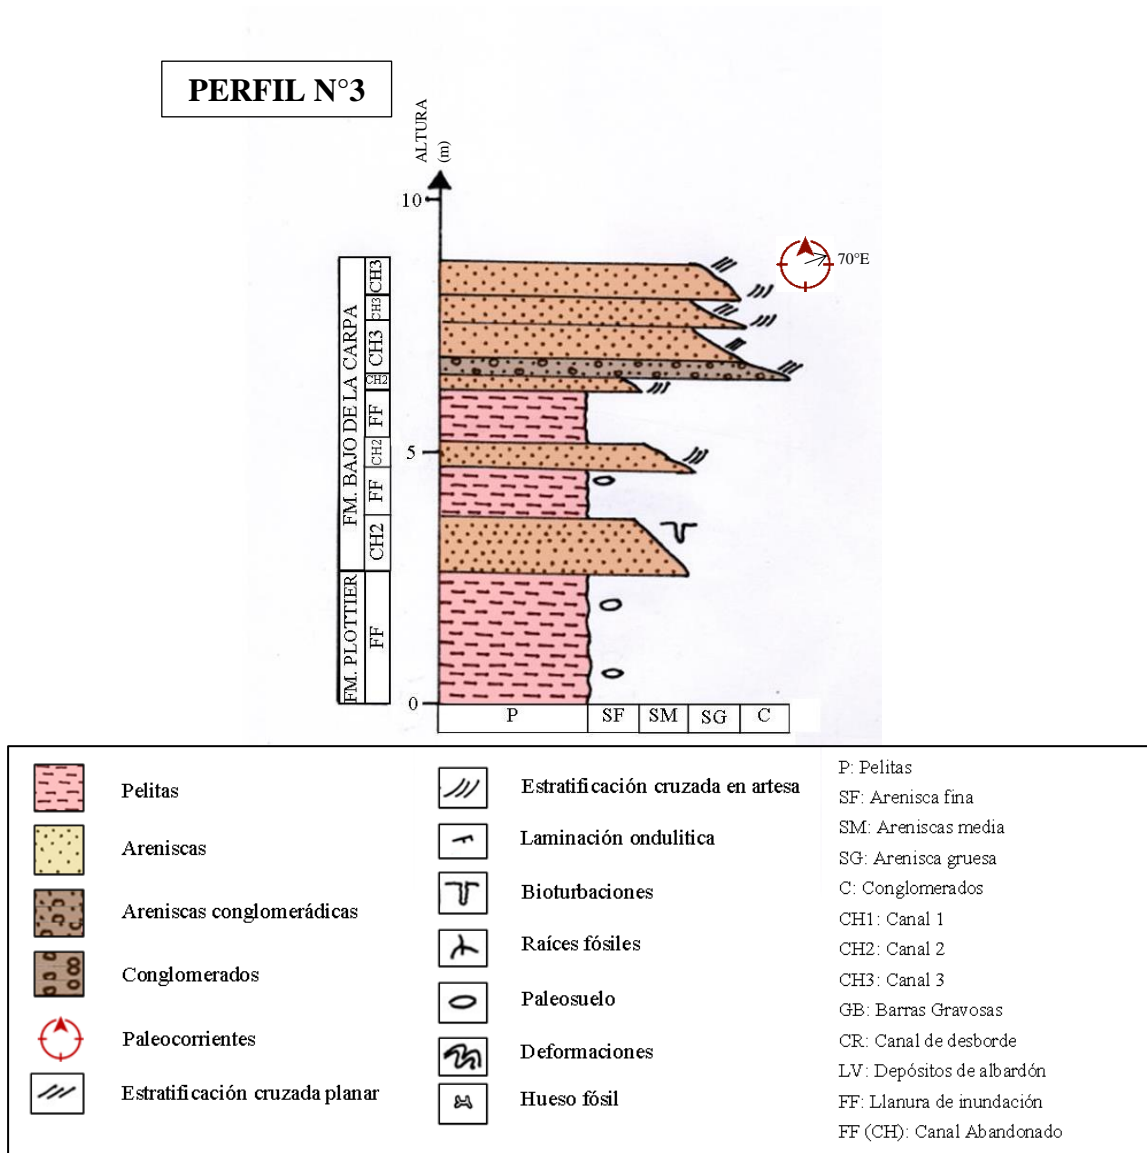 PERFIL N°3
ALTURA
(m)
10
5
0
70°E
FM. BAJO DE LA CARPA
FM. PLOTTIER
CH3
CH3
CH3
CH2
FF
CH2
FF
CH2
FF
P SF SM SG C
Pelitas
Areniscas
Areniscas conglomerádicas
Conglomerados
Paleocorrientes
Estratificación cruzada planar
Estratificación cruzada en artesa
Laminación ondulitica
Bioturbaciones
Raíces fósiles
Paleosuelo
Deformaciones
Hueso fósil
P: Pelitas
SF: Arenisca fina
SM: Areniscas media
SG: Arenisca gruesa
C: Conglomerados
CH1: Canal 1
CH2: Canal 2
CH3: Canal 3
GB: Barras Gravosas
CR: Canal de desborde
LV: Depósitos de albardón
FF: Llanura de inundación
FF (CH): Canal Abandonado